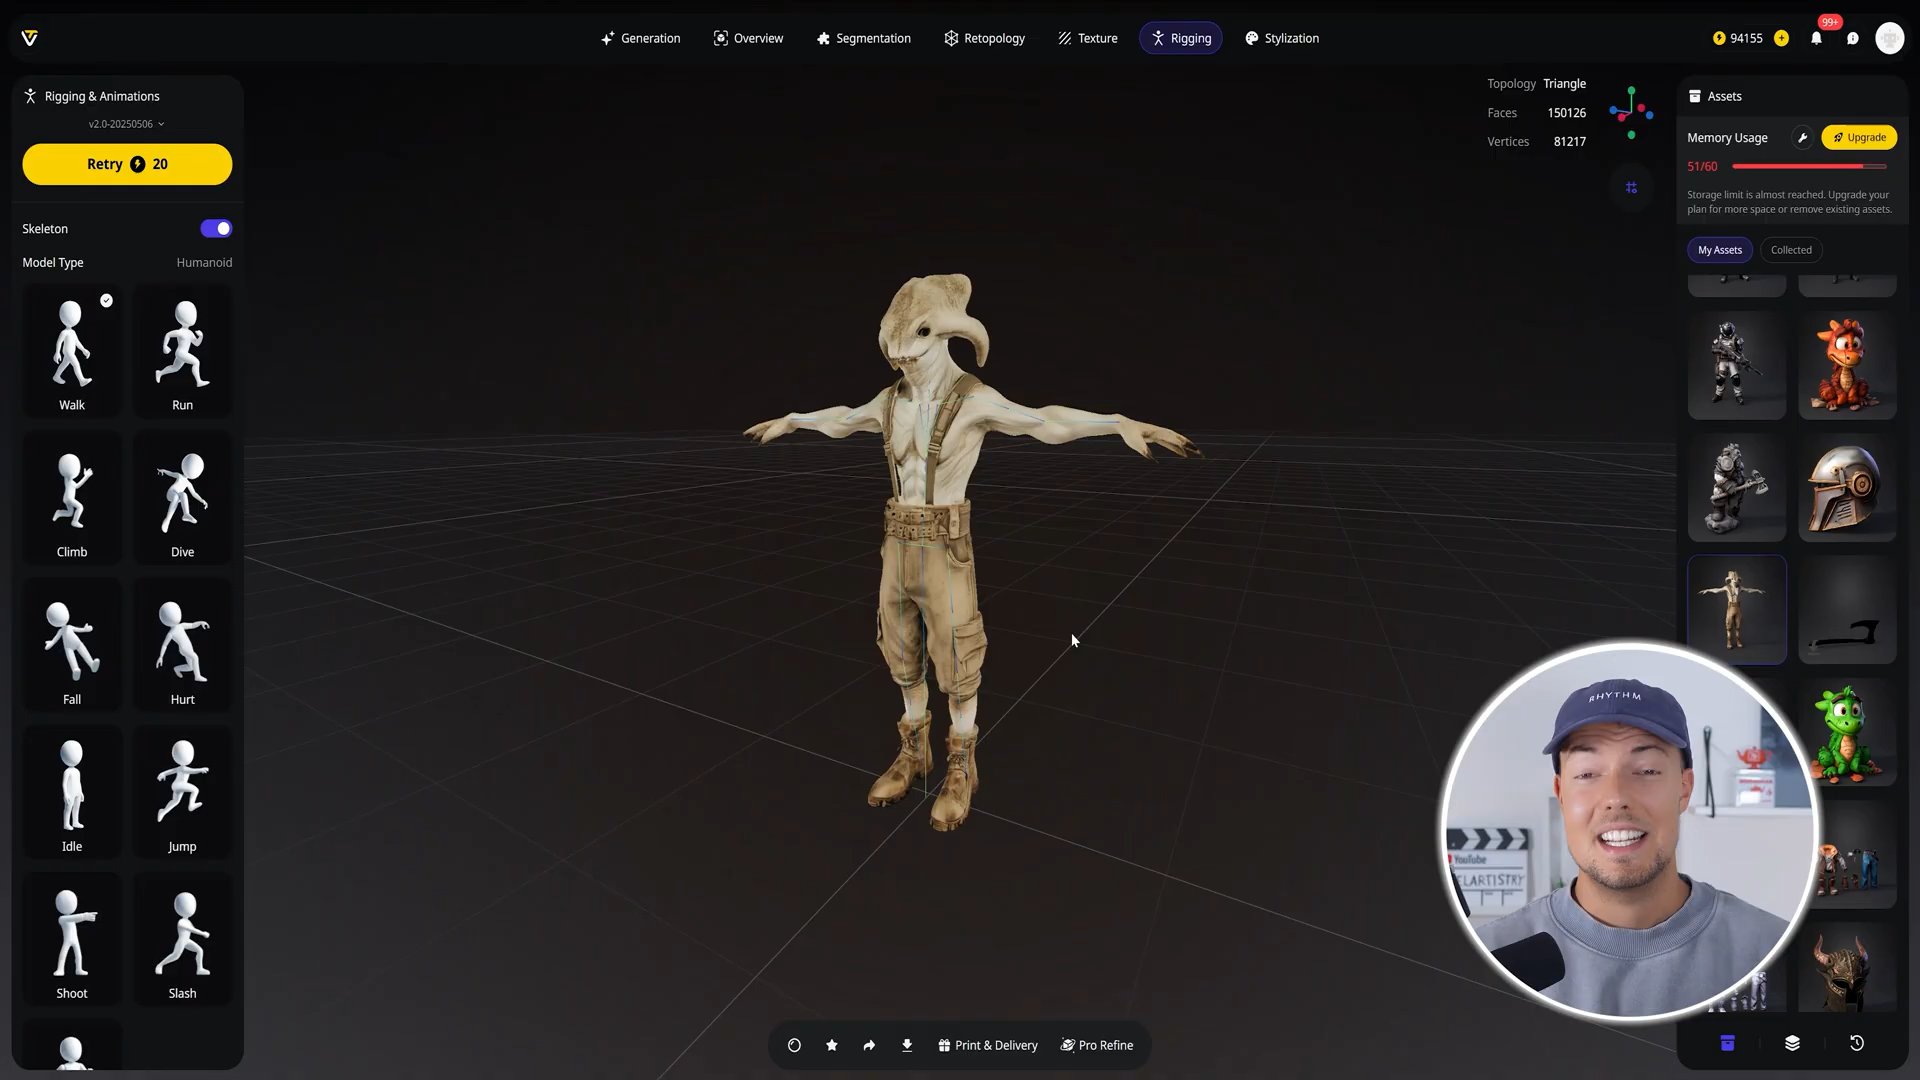 Generation
Overview
Segmentation
Retopology
Texture
Rigging
Stylization
94155
99+
Rigging & Animations
v2.0-20250506
Retry 20
Skeleton
Model Type Humanoid
Walk
Run
Climb
Dive
Fall
Hurt
Idle
Jump
Shoot
Slash
Topology Triangle
Faces 150126
Vertices 81217
Assets
Memory Usage
Upgrade
51/60
Storage limit is almost reached. Upgrade your
plan for more space or remove existing assets.
My Assets
Collected
RHYTHM
YouTube
ELARTISTRY
Print & Delivery
Pro Refine